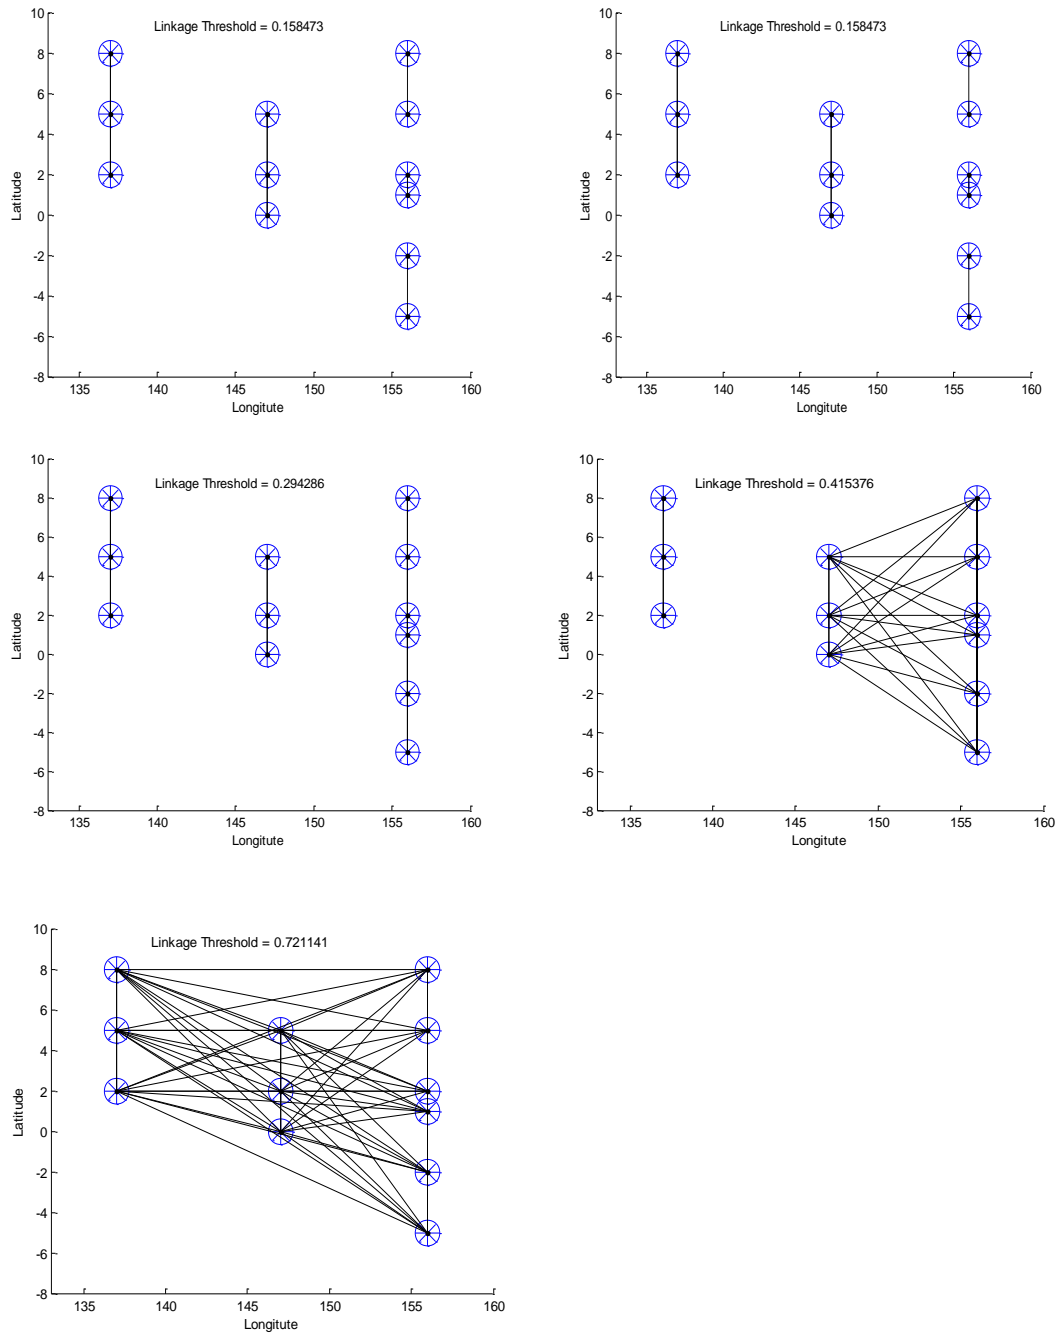 Linkage Threshold = 0.158473
10
8
6
4
2
0
-2
-4
-6
-8
Latitude
135 140 145 150 155 160
Longitute
Linkage Threshold = 0.158473
10
8
6
4
2
0
-2
-4
-6
-8
Latitude
135 140 145 150 155 160
Longitute
Linkage Threshold = 0.294286
10
8
6
4
2
0
-2
-4
-6
-8
Latitude
135 140 145 150 155 160
Longitute
Linkage Threshold = 0.415376
10
8
6
4
2
0
-2
-4
-6
-8
Latitude
135 140 145 150 155 160
Longitute
Linkage Threshold = 0.721141
10
8
6
4
2
0
-2
-4
-6
-8
Latitude
135 140 145 150 155 160
Longitute